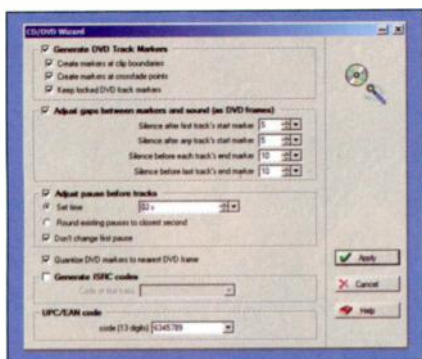 CD/DVD Wizard
Generate DVD Track Markers
Create markers at clip boundaries
Create markers at crossfade points
Keep locked DVD track markers
Adjust gaps between markers and sound (as DVD frames)
Silence after first track's start marker 5
Silence after any track's start marker 5
Silence before each track's end marker 10
Silence before last track's end marker 10
Adjust pause before tracks
Set time
Round existing pauses to closest second
Don't change first pause
Quantize DVD markers to nearest DVD frame
Apply
Generate ISRC codes
Cancel
UPC/EAN code
Help
code (13 digits) 6345789